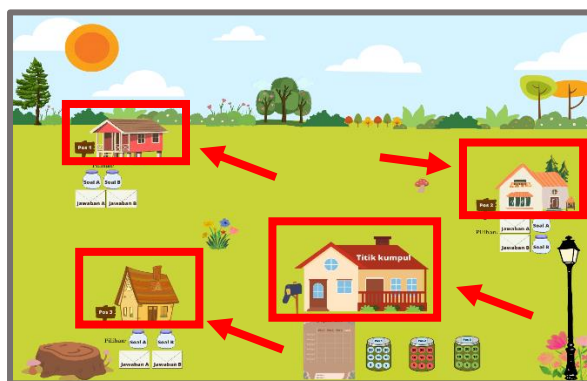 Pos 1
Pilihan
Soal A
Soal B
Jawaban A
Jawaban B
Pos 2
Jawaban A
Soal A
Pilihan
Jawaban B
Soal B
Titik kumpul
Pos 3
Pilihan
Soal A
Soal B
Jawaban A
Jawaban B